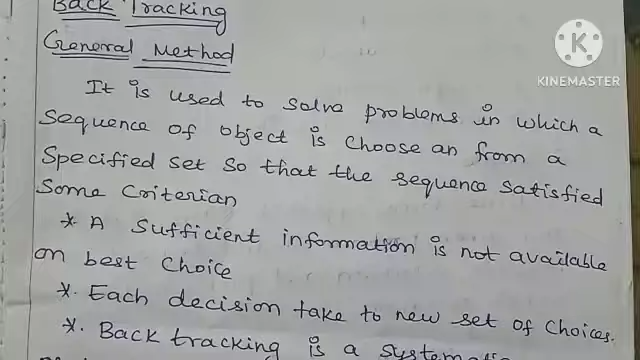 Back Tracking
General Method
It is used to solve problems in which a
sequence of object is choose an from a
specified set so that the sequence satisfied
some criterian
* A sufficient information is not available
on best choice
*. Each decision take to new set of choices.
*. Back tracking is a systematic
KINEMASTER